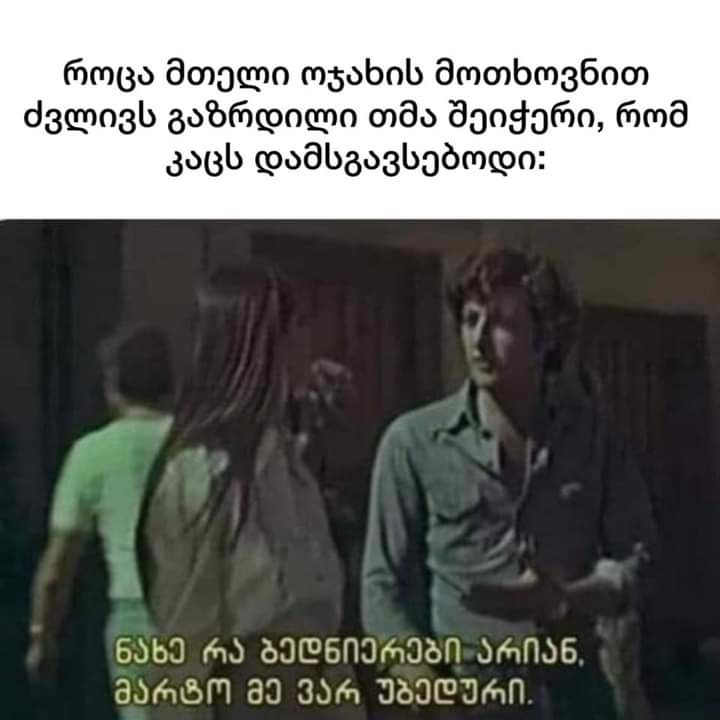 როცა მთელი ოჯახის მოთხოვნით
ძვლივს გაზრდილი თმა შეიჭერი, რომ
კაცს დამსგავსებოდი:
ნახე რა ბედნიერები არიან,
მარტო მე ვარ უბედური.